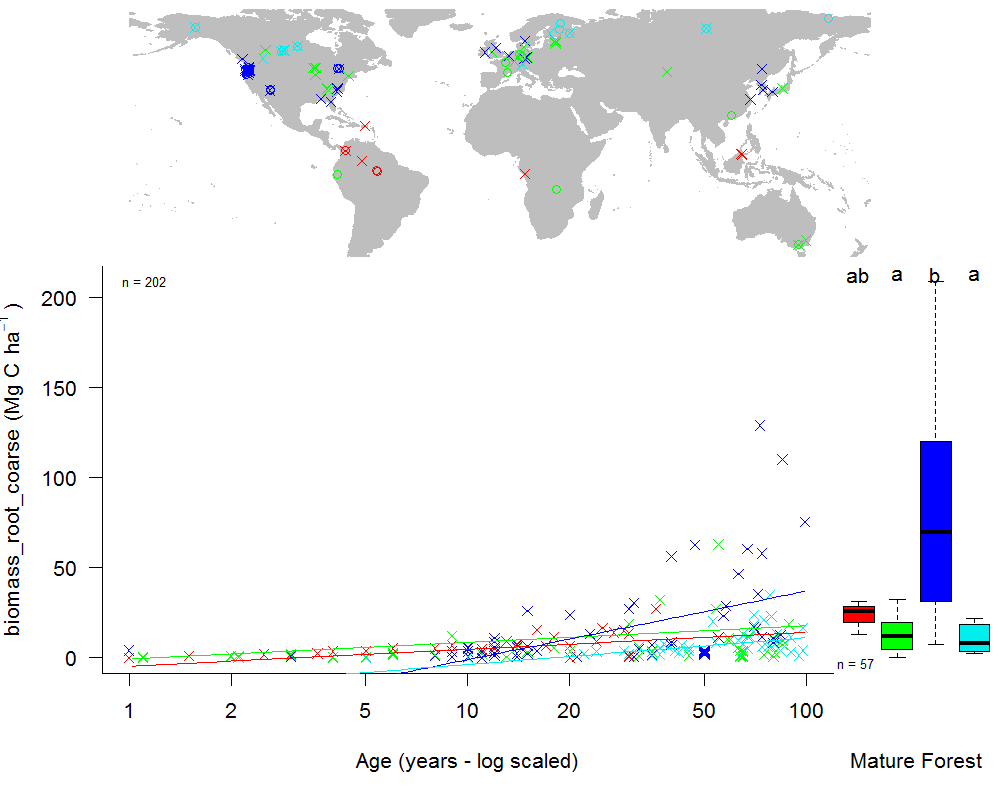 ab a b a
n = 202
200
150
100
50
0
biomass_root_coarse (Mg C ha⁻¹)
n = 57
1 2 5 10 20 50 100
Age (years - log scaled) Mature Forest